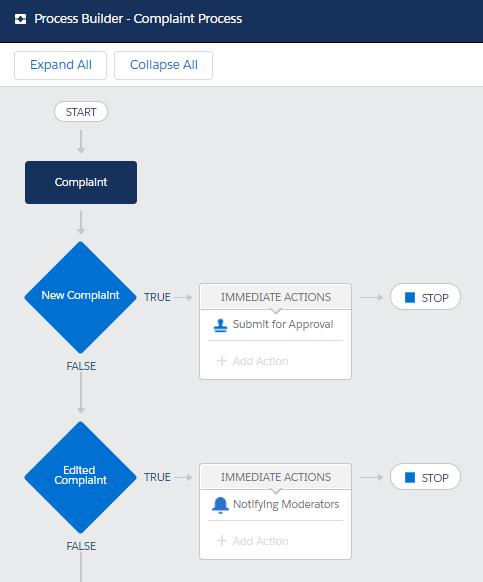 Process Builder - Complaint Process
Expand All
Collapse All
START
Complaint
New Complaint
TRUE
IMMEDIATE ACTIONS
STOP
Submit for Approval
+ Add Action
FALSE
Edited
Complaint
TRUE
IMMEDIATE ACTIONS
STOP
Notifying Moderators
+ Add Action
FALSE